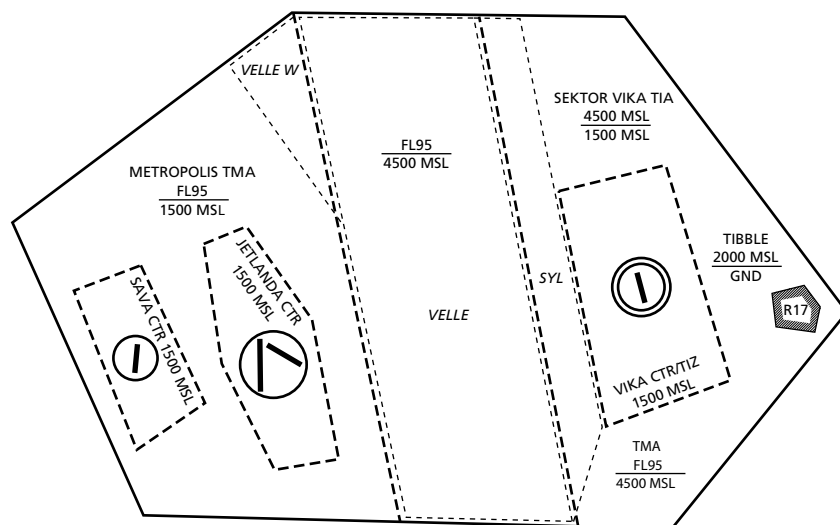 VELLE W
SEKTOR VIKA TIA
4500 MSL
1500 MSL
FL95
4500 MSL
METROPOLIS TMA
FL95
1500 MSL
TIBBLE
2000 MSL
GND
JETLANDA CTR
1500 MSL
SAVA CTR 1500 MSL
SYL
VELLE
R17
VIKA CTR/TIZ
1500 MSL
TMA
FL95
4500 MSL